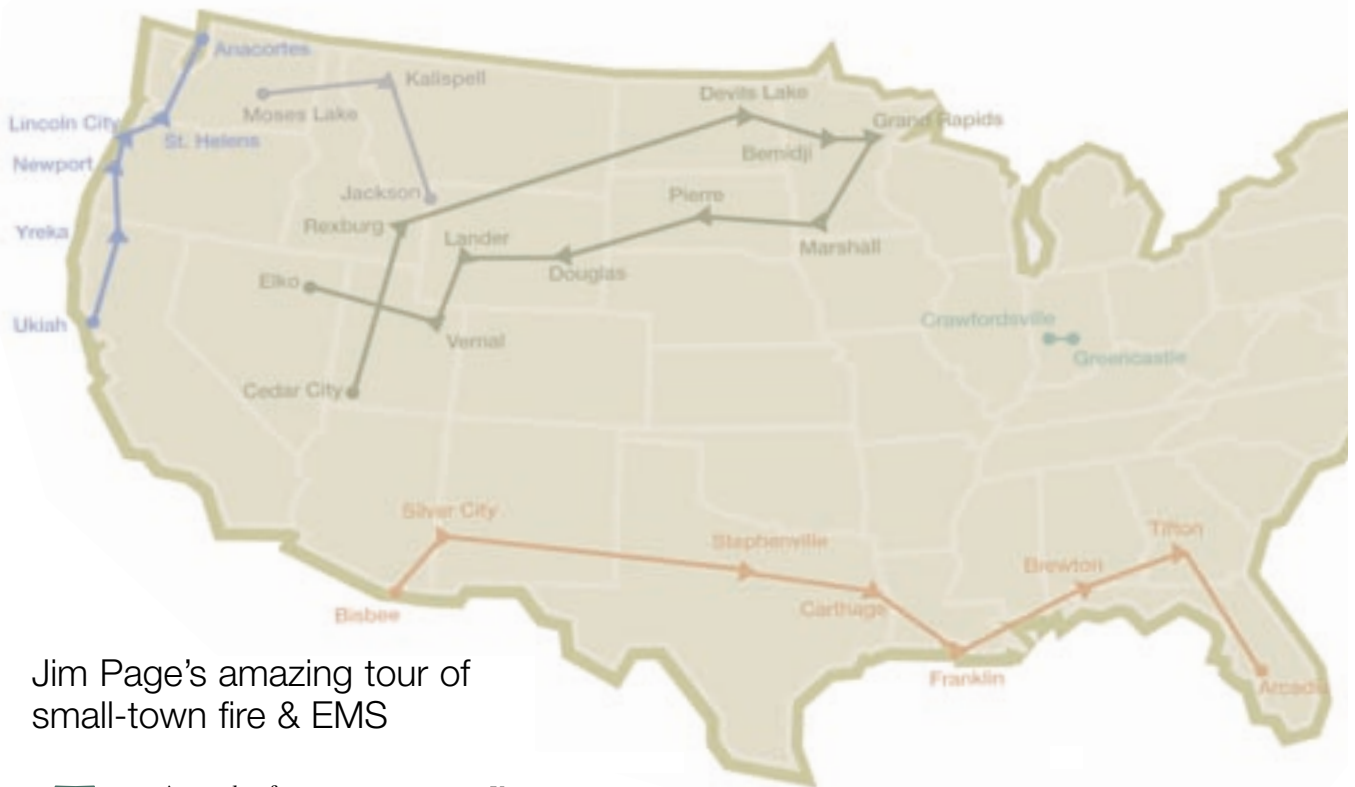 Anacortes
Kalispell
Moses Lake
Devils Lake
Lincoln City
St. Helens
Grand Rapids
Newport
Bemidji
Jackson
Pierre
Rexburg
Yreka
Lander
Marshall
Douglas
Elko
Ukiah
Vernal
Crawfordsville
Greencastle
Cedar City
Silver City
Stephenville
Tifton
Brewton
Bisbee
Carthage
Franklin
Arcadia
Jim Page's amazing tour of
small-town fire & EMS